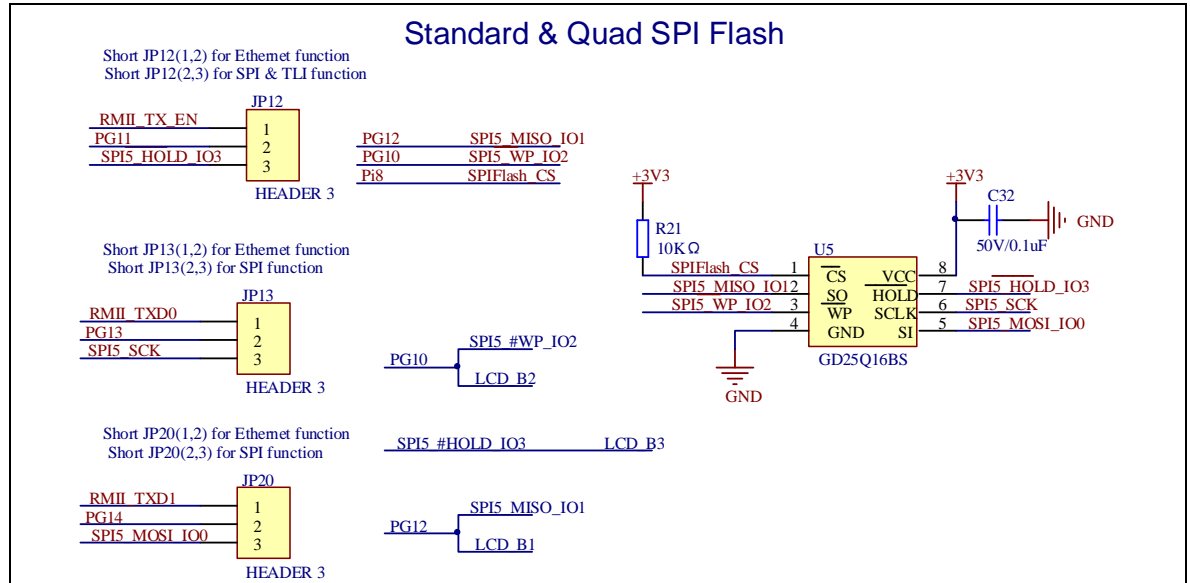 Standard & Quad SPI Flash
Short JP12(1,2) for Ethernet function
Short JP12(2,3) for SPI & TLI function
JP12
RMII_TX_EN
1
PG11
2
SPI5_HOLD_IO3
3
HEADER 3
PG12 SPI5_MISO_IO1
PG10 SPI5_WP_IO2
Pi8 SPIFlash_CS
Short JP13(1,2) for Ethernet function
Short JP13(2,3) for SPI function
JP13
RMII_TXD0
1
PG13
2
SPI5_SCK
3
HEADER 3
PG10
SPI5_#WP_IO2
LCD_B2
Short JP20(1,2) for Ethernet function
Short JP20(2,3) for SPI function
JP20
RMII_TXD1
1
PG14
2
SPI5_MOSI_IO0
3
HEADER 3
SPI5_#HOLD_IO3 LCD_B3
PG12
SPI5_MISO_IO1
LCD_B1
+3V3
R21
10KΩ
+3V3
C32
50V/0.1uF
GND
U5
SPIFlash_CS 1 CS VCC 8
SPI5_MISO_IO1 2 SO HOLD 7 SPI5_HOLD_IO3
SPI5_WP_IO2 3 WP SCLK 6 SPI5_SCK
4 GND SI 5 SPI5_MOSI_IO0
GD25Q16BS
GND